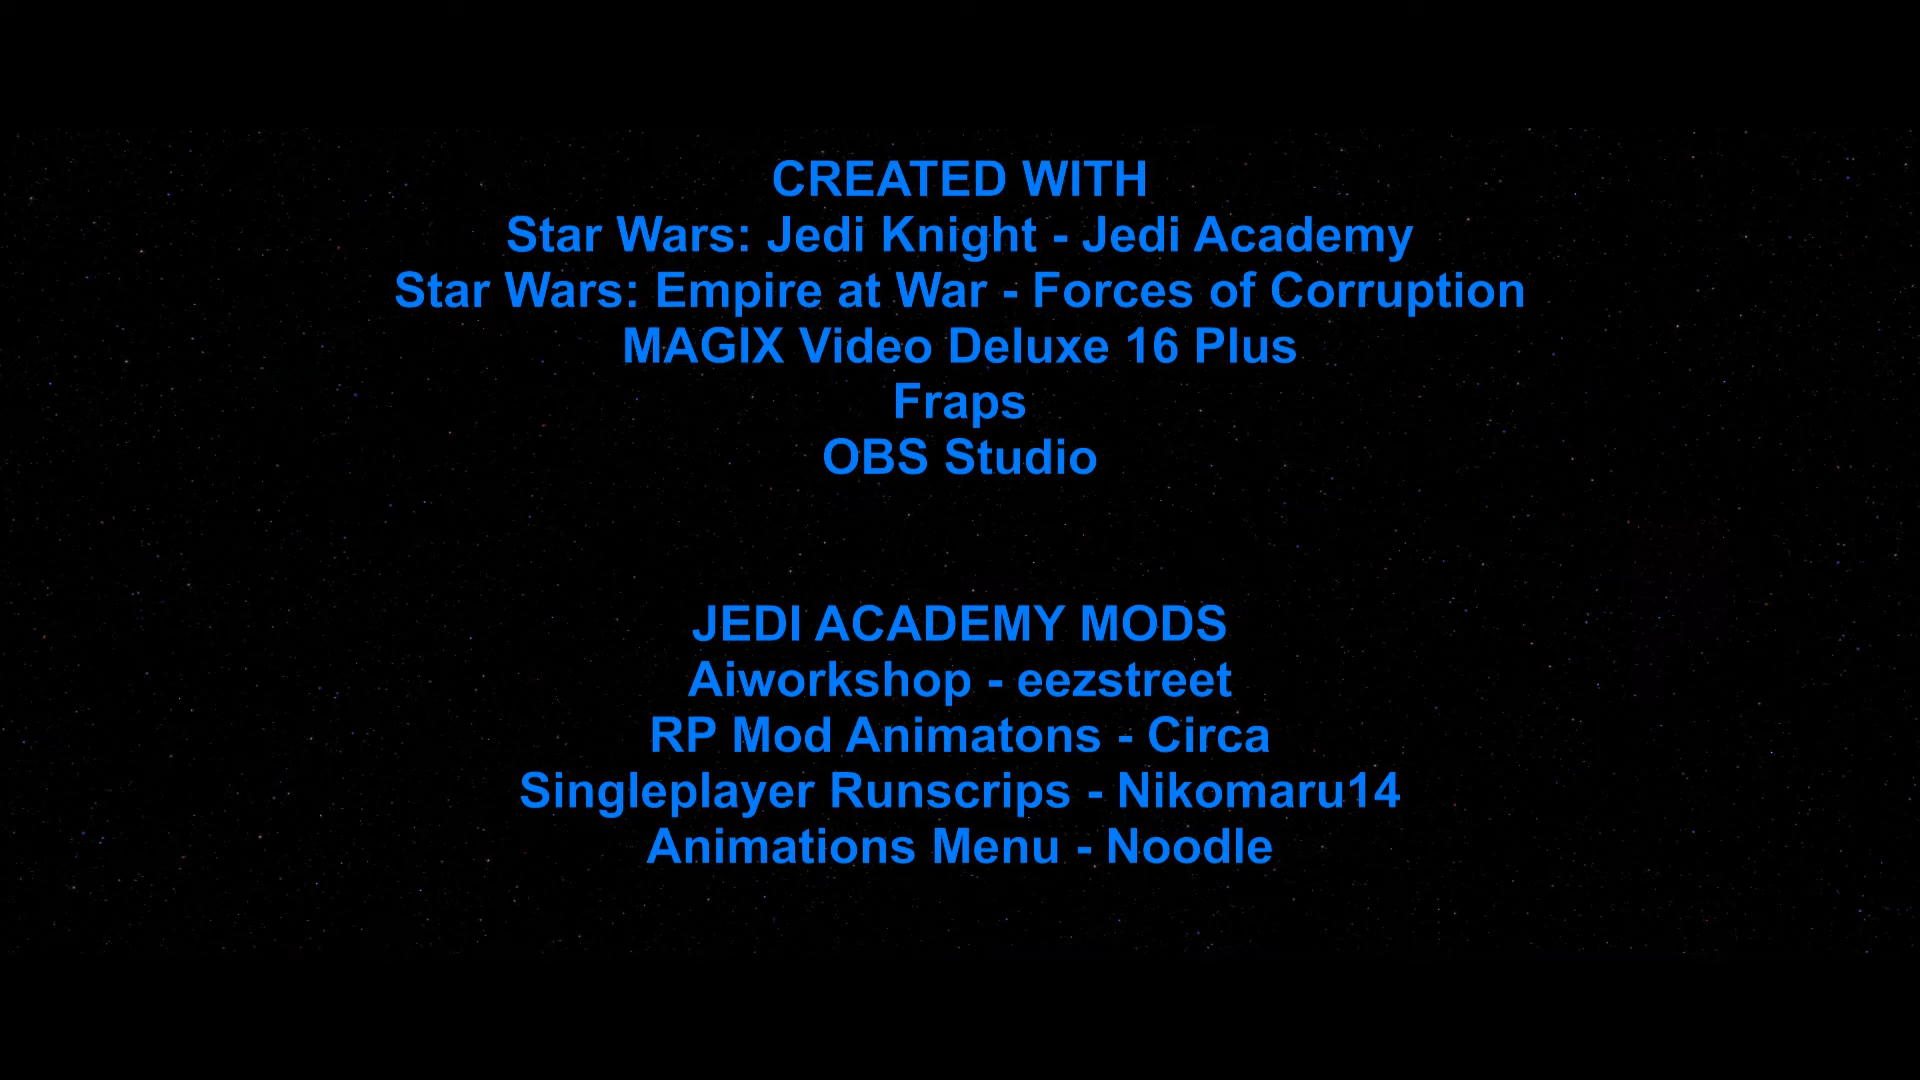 CREATED WITH
Star Wars: Jedi Knight - Jedi Academy
Star Wars: Empire at War - Forces of Corruption
MAGIX Video Deluxe 16 Plus
Fraps
OBS Studio
JEDI ACADEMY MODS
Aiworkshop - eezstreet
RP Mod Animatons - Circa
Singleplayer Runscrips - Nikomaru14
Animations Menu - Noodle